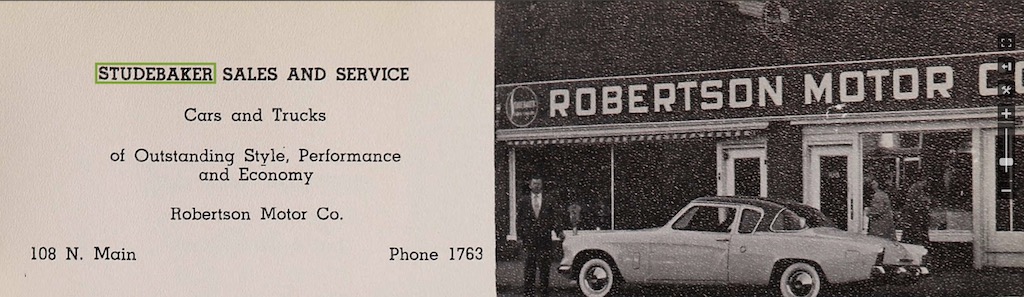 STUDEBAKER SALES AND SERVICE
Cars and Trucks
of Outstanding Style, Performance
and Economy
Robertson Motor Co.
108 N. Main
Phone 1763
ROBERTSON MOTOR CO